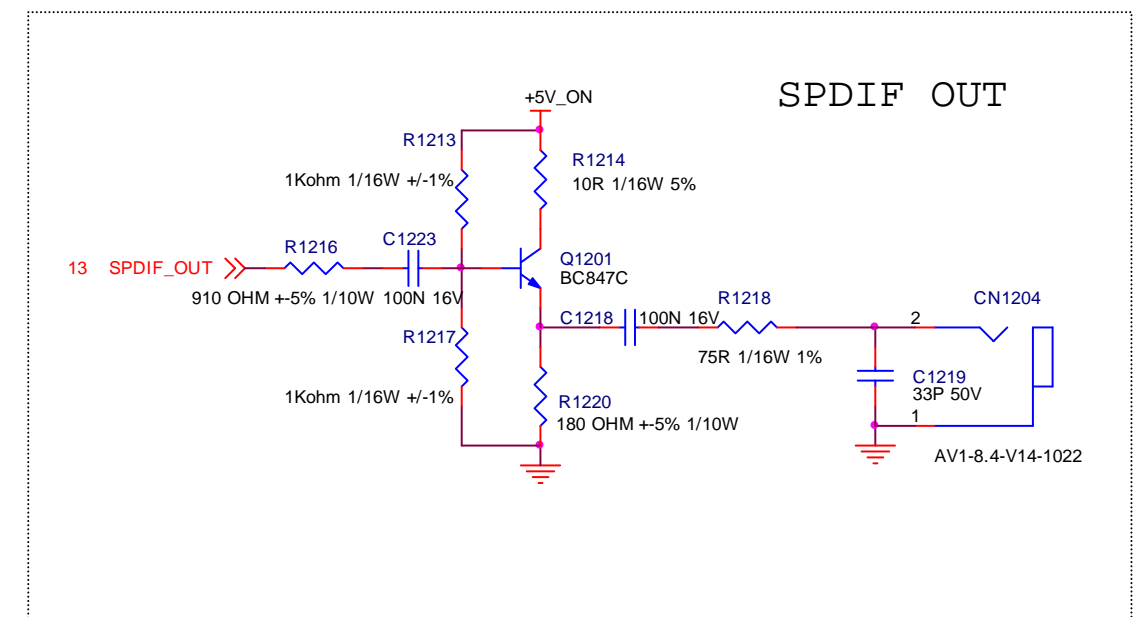 SPDIF OUT
+5V_ON
R1213
1Kohm 1/16W +/-1%
R1214
10R 1/16W 5%
13 SPDIF_OUT
R1216
910 OHM +-5% 1/10W
C1223
100N 16V
Q1201
BC847C
C1218
100N 16V
R1218
75R 1/16W 1%
CN1204
2
R1217
1Kohm 1/16W +/-1%
R1220
180 OHM +-5% 1/10W
C1219
33P 50V
1
AV1-8.4-V14-1022